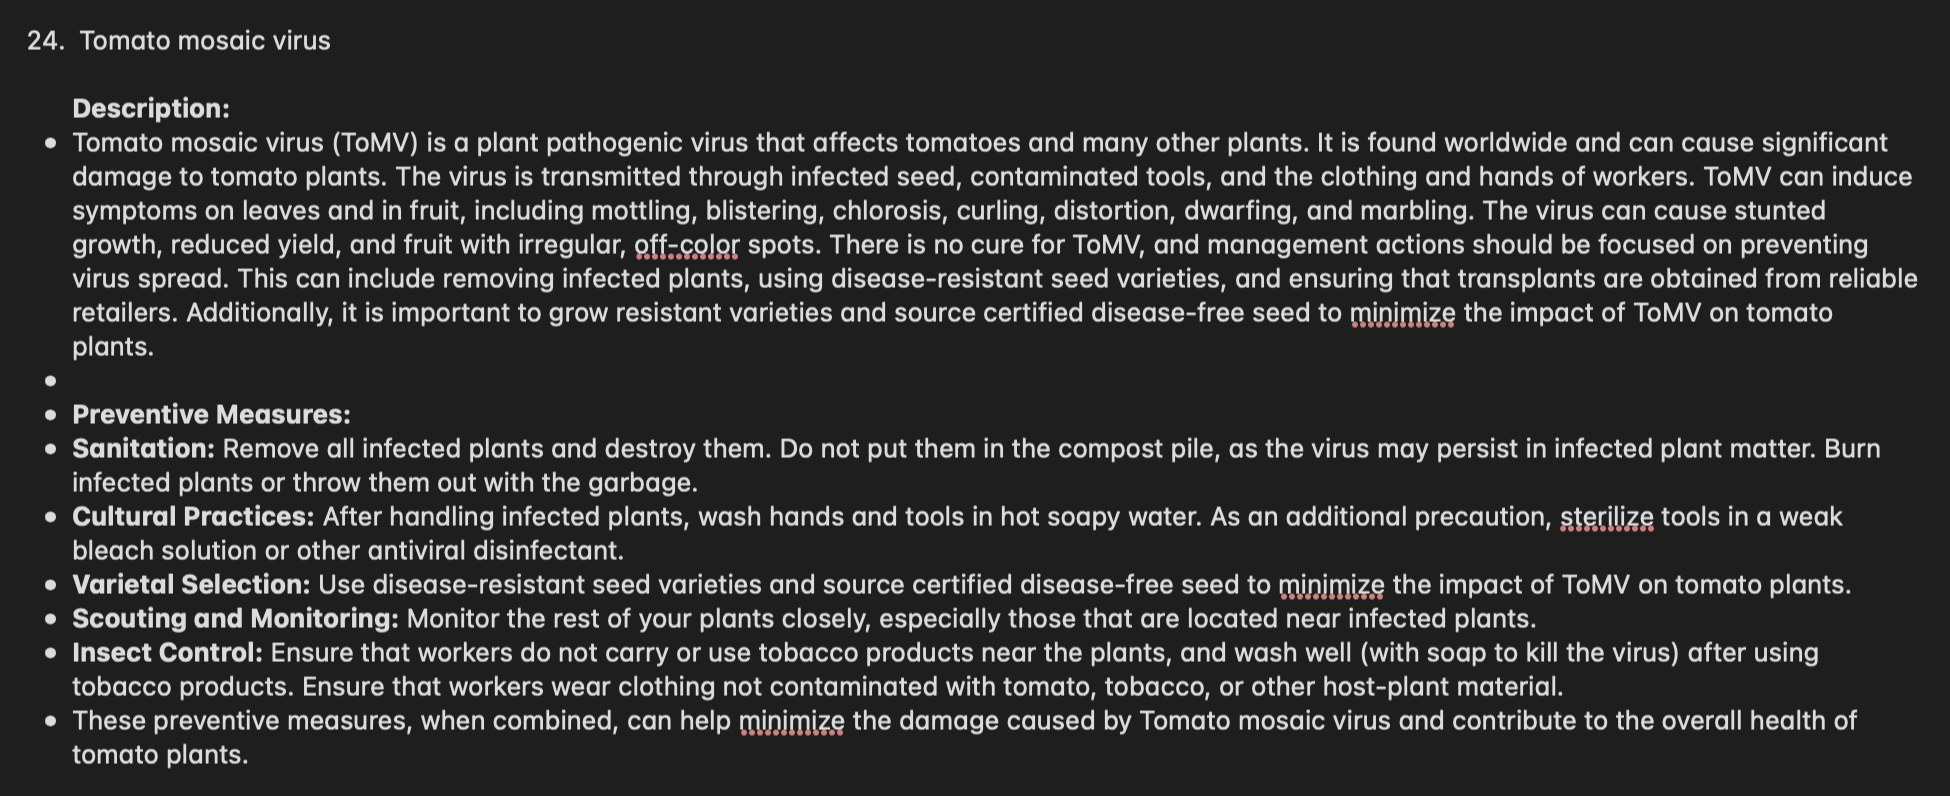 24. Tomato mosaic virus
Description:
• Tomato mosaic virus (ToMV) is a plant pathogenic virus that affects tomatoes and many other plants. It is found worldwide and can cause significant
damage to tomato plants. The virus is transmitted through infected seed, contaminated tools, and the clothing and hands of workers. ToMV can induce
symptoms on leaves and in fruit, including mottling, blistering, chlorosis, curling, distortion, dwarfing, and marbling. The virus can cause stunted
growth, reduced yield, and fruit with irregular, off-color spots. There is no cure for ToMV, and management actions should be focused on preventing
virus spread. This can include removing infected plants, using disease-resistant seed varieties, and ensuring that transplants are obtained from reliable
retailers. Additionally, it is important to grow resistant varieties and source certified disease-free seed to minimize the impact of ToMV on tomato
plants.
•
• Preventive Measures:
• Sanitation: Remove all infected plants and destroy them. Do not put them in the compost pile, as the virus may persist in infected plant matter. Burn
infected plants or throw them out with the garbage.
• Cultural Practices: After handling infected plants, wash hands and tools in hot soapy water. As an additional precaution, sterilize tools in a weak
bleach solution or other antiviral disinfectant.
• Varietal Selection: Use disease-resistant seed varieties and source certified disease-free seed to minimize the impact of ToMV on tomato plants.
• Scouting and Monitoring: Monitor the rest of your plants closely, especially those that are located near infected plants.
• Insect Control: Ensure that workers do not carry or use tobacco products near the plants, and wash well (with soap to kill the virus) after using
tobacco products. Ensure that workers wear clothing not contaminated with tomato, tobacco, or other host-plant material.
• These preventive measures, when combined, can help minimize the damage caused by Tomato mosaic virus and contribute to the overall health of
tomato plants.